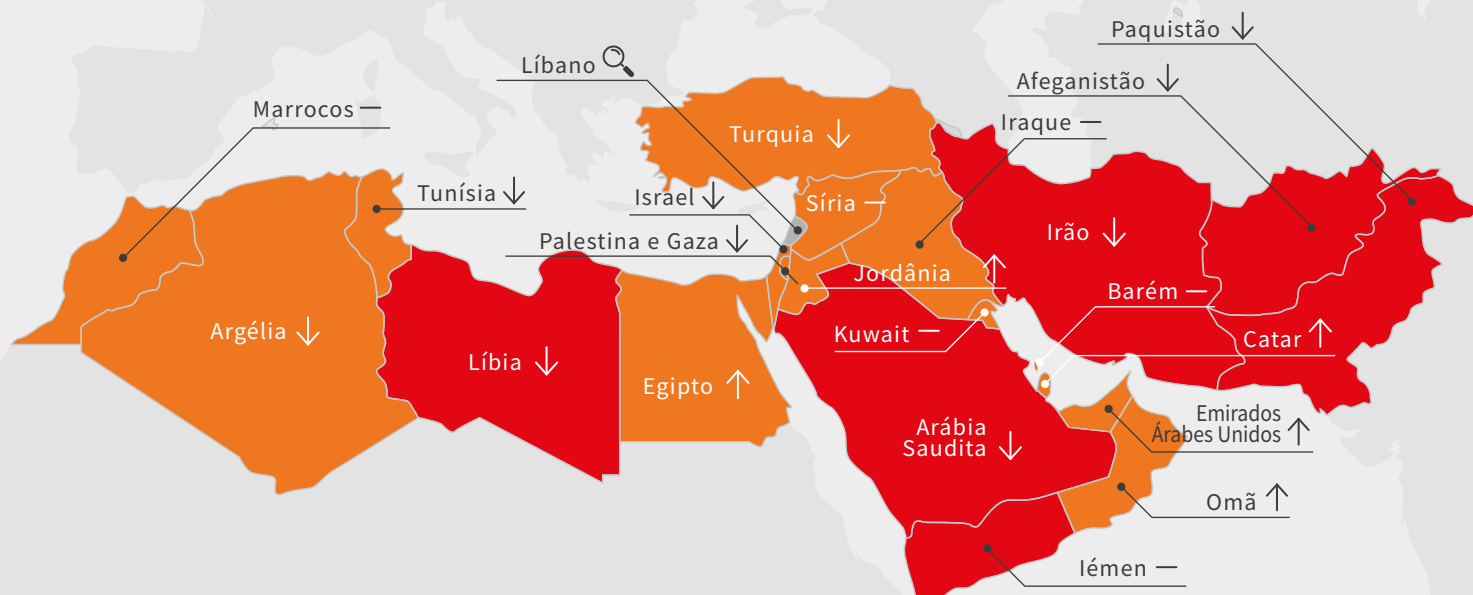 Paquistão ↓
Líbano
Afeganistão ↓
Marrocos —
Iraque —
Turquia ↓
Tunísia ↓
Israel ↓
Síria —
Palestina e Gaza ↓
Irão ↓
Jordânia ↑
Barém —
Argélia ↓
Kuwait —
Catar ↑
Líbia ↓
Egipto ↑
Emirados
Árabes Unidos ↑
Arábia
Saudita ↓
Omã ↑
Iémen —